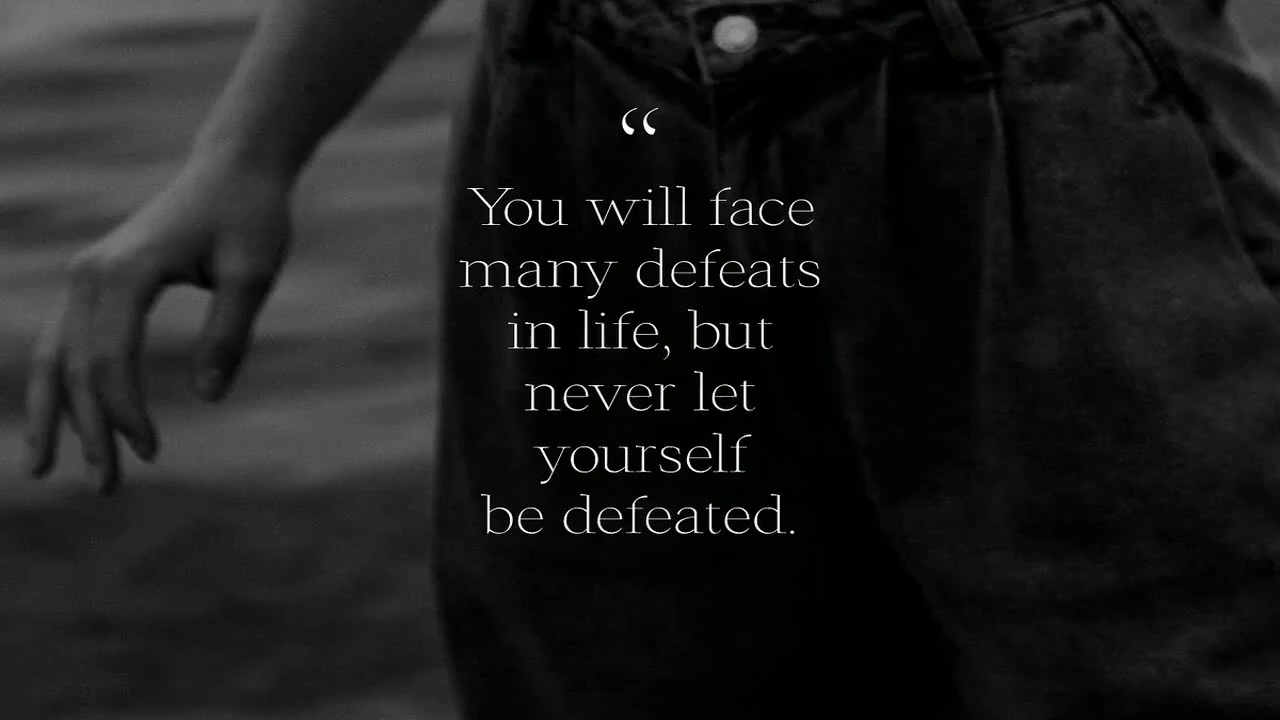 “
You will face
many defeats
in life, but
never let
yourself
be defeated.